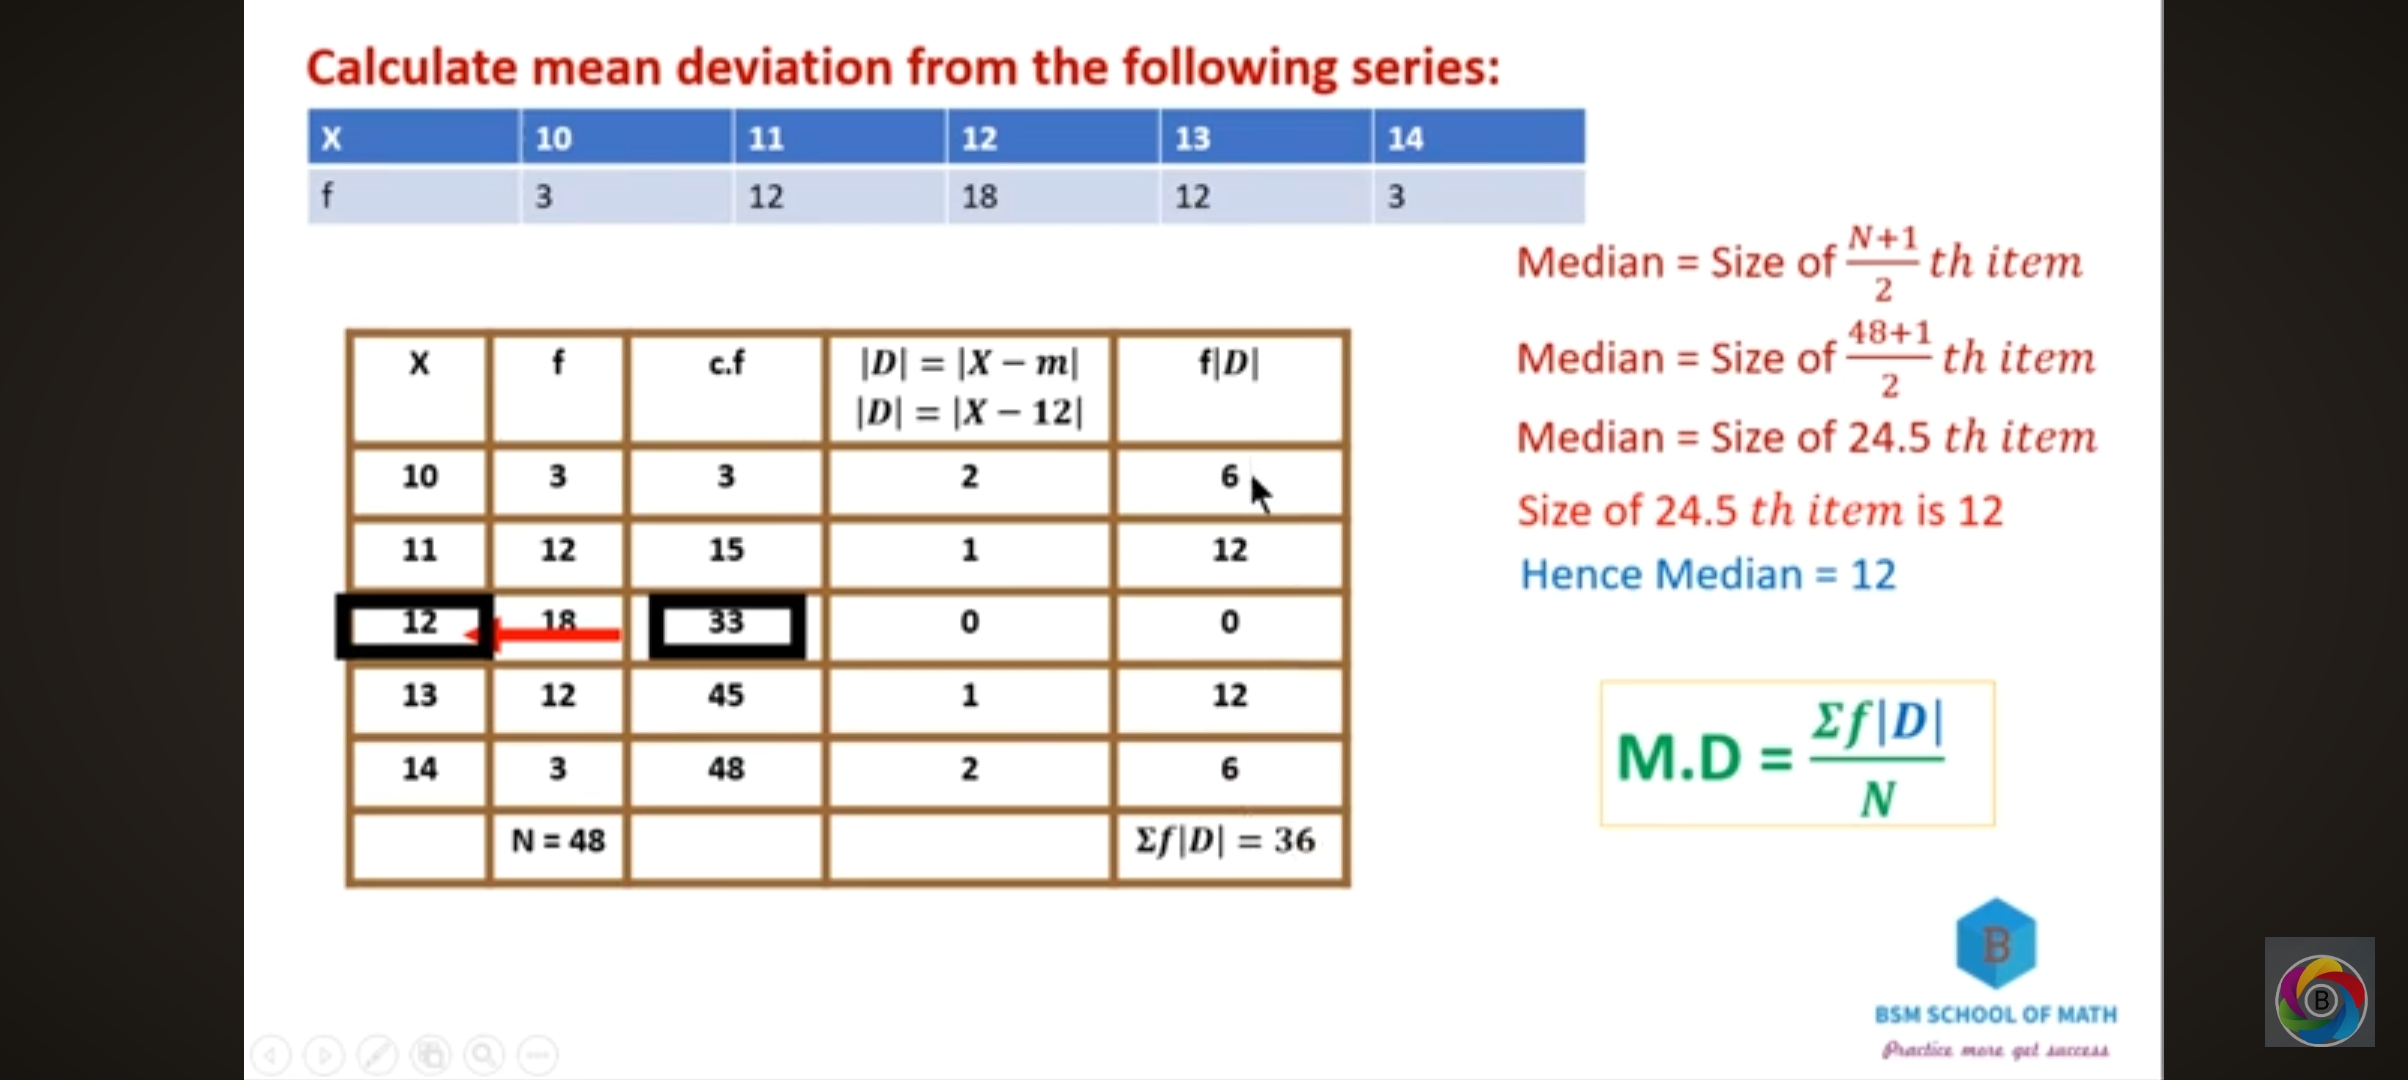 Calculate mean deviation from the following series:
X 10 11 12 13 14
f 3 12 18 12 3
Median = Size of \frac{N+1}{2} th item
Median = Size of \frac{48+1}{2} th item
Median = Size of 24.5 th item
Size of 24.5 th item is 12
Hence Median = 12
X f c.f |D| = |X − m| f|D|
|D| = |X − 12|
10 3 3 2 6
11 12 15 1 12
12 18 33 0 0
13 12 45 1 12
14 3 48 2 6
N = 48 Σf|D| = 36
M.D = \frac{Σf|D|}{N}
B
BSM SCHOOL OF MATH
Practice more get success
B